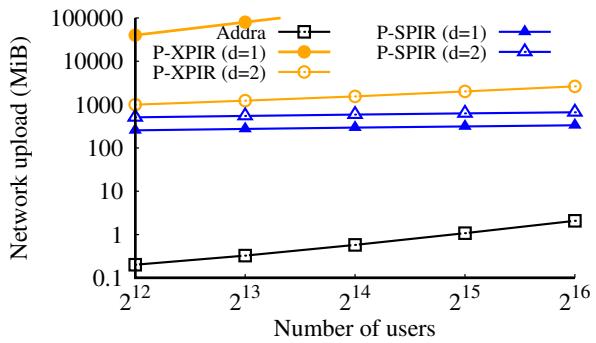 Network upload (MiB)
100000
10000
1000
100
10
1
0.1
Addra
P-XPIR (d=1)
P-XPIR (d=2)
P-SPIR (d=1)
P-SPIR (d=2)
2^12 2^13 2^14 2^15 2^16
Number of users